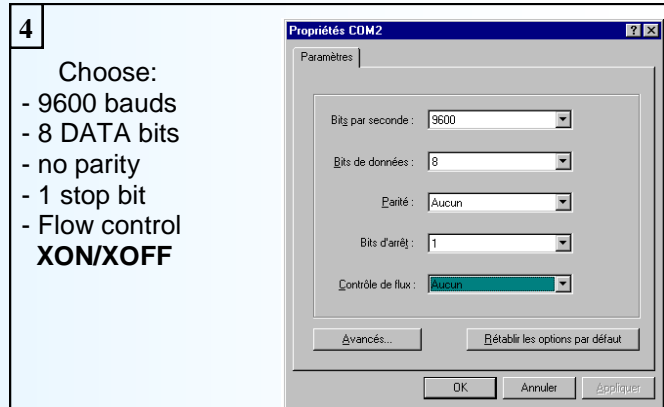 4
Choose:
- 9600 bauds
- 8 DATA bits
- no parity
- 1 stop bit
- Flow control
XON/XOFF
Propriétés COM2
Paramètres
Bits par seconde : 9600
Bits de données : 8
Parité : Aucun
Bits d'arrêt : 1
Contrôle de flux : Aucun
Avancés... Rétablir les options par défaut
OK Annuler Appliquer